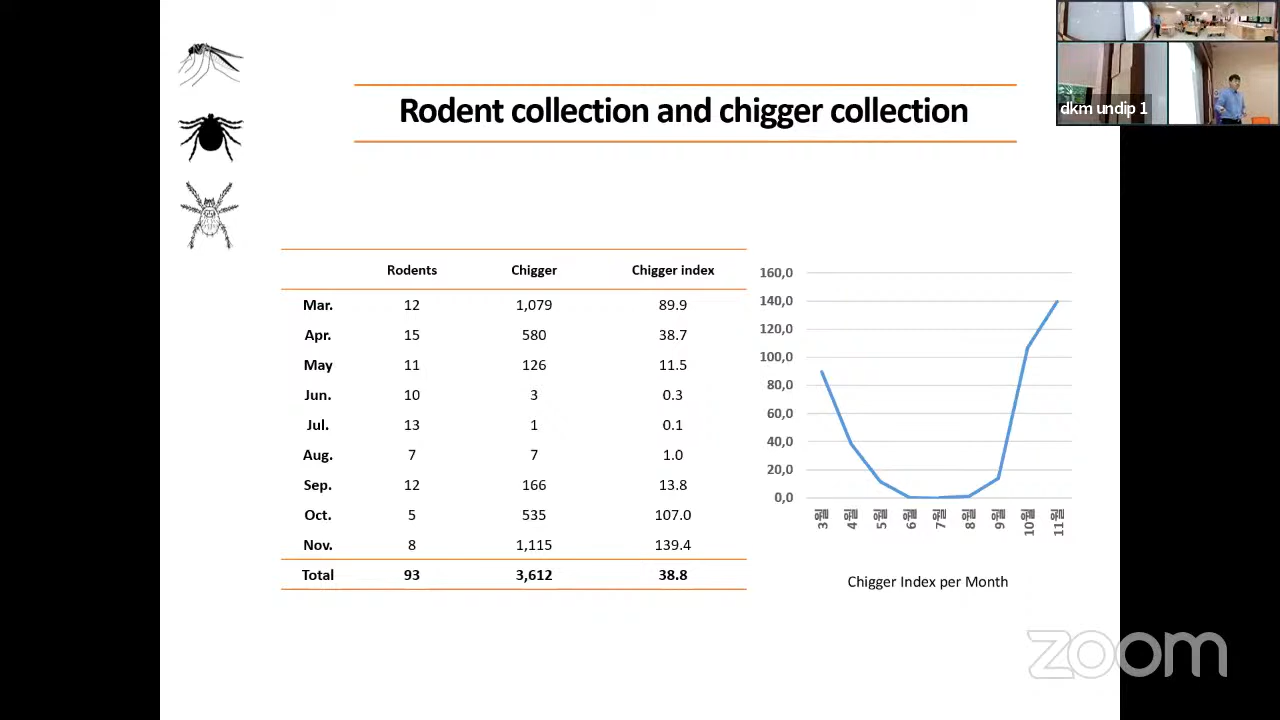 dkm undip 1
Rodent collection and chigger collection
Rodents Chigger Chigger index
Mar. 12 1,079 89.9
Apr. 15 580 38.7
May 11 126 11.5
Jun. 10 3 0.3
Jul. 13 1 0.1
Aug. 7 7 1.0
Sep. 12 166 13.8
Oct. 5 535 107.0
Nov. 8 1,115 139.4
Total 93 3,612 38.8
160,0
140,0
120,0
100,0
80,0
60,0
40,0
20,0
0,0
3월 4월 5월 6월 7월 8월 9월 10월 11월
Chigger Index per Month
zoom